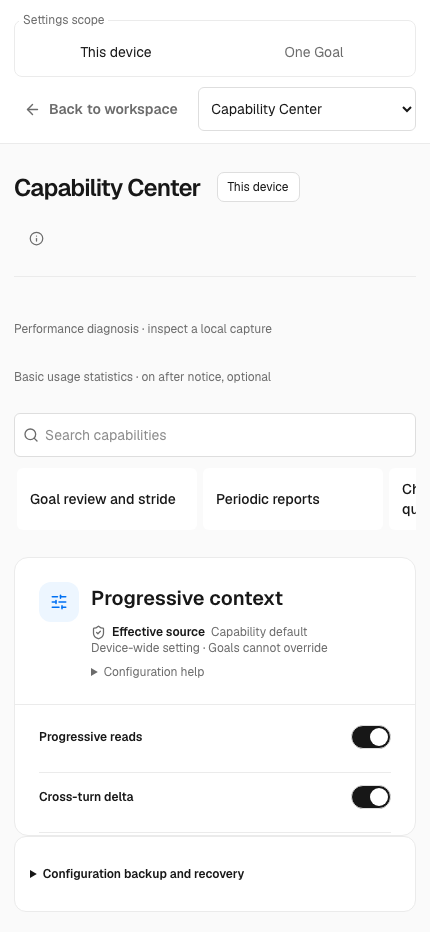 Settings scope
This device
One Goal
Back to workspace
Capability Center
Capability Center
This device
Performance diagnosis · inspect a local capture
Basic usage statistics · on after notice, optional
Search capabilities
Goal review and stride
Periodic reports
Progressive context
Effective source Capability default
Device-wide setting · Goals cannot override
Configuration help
Progressive reads
Cross-turn delta
Configuration backup and recovery